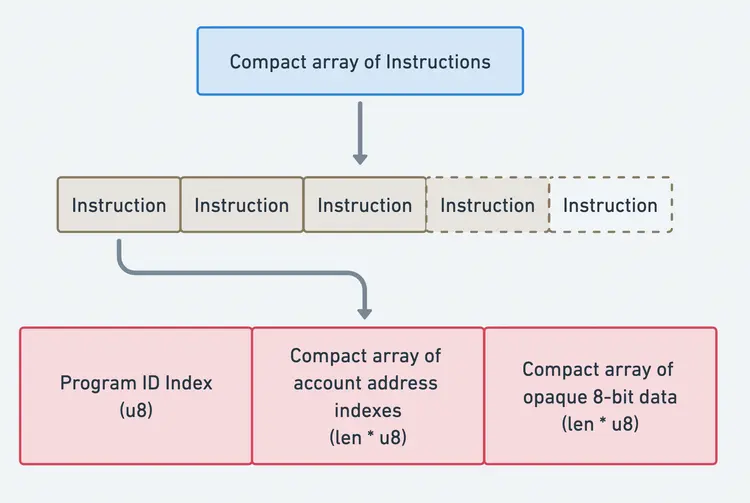 Compact array of Instructions
Instruction
Instruction
Instruction
Instruction
Instruction
Program ID Index
(u8)
Compact array of
account address
indexes
(len * u8)
Compact array of
opaque 8-bit data
(len * u8)